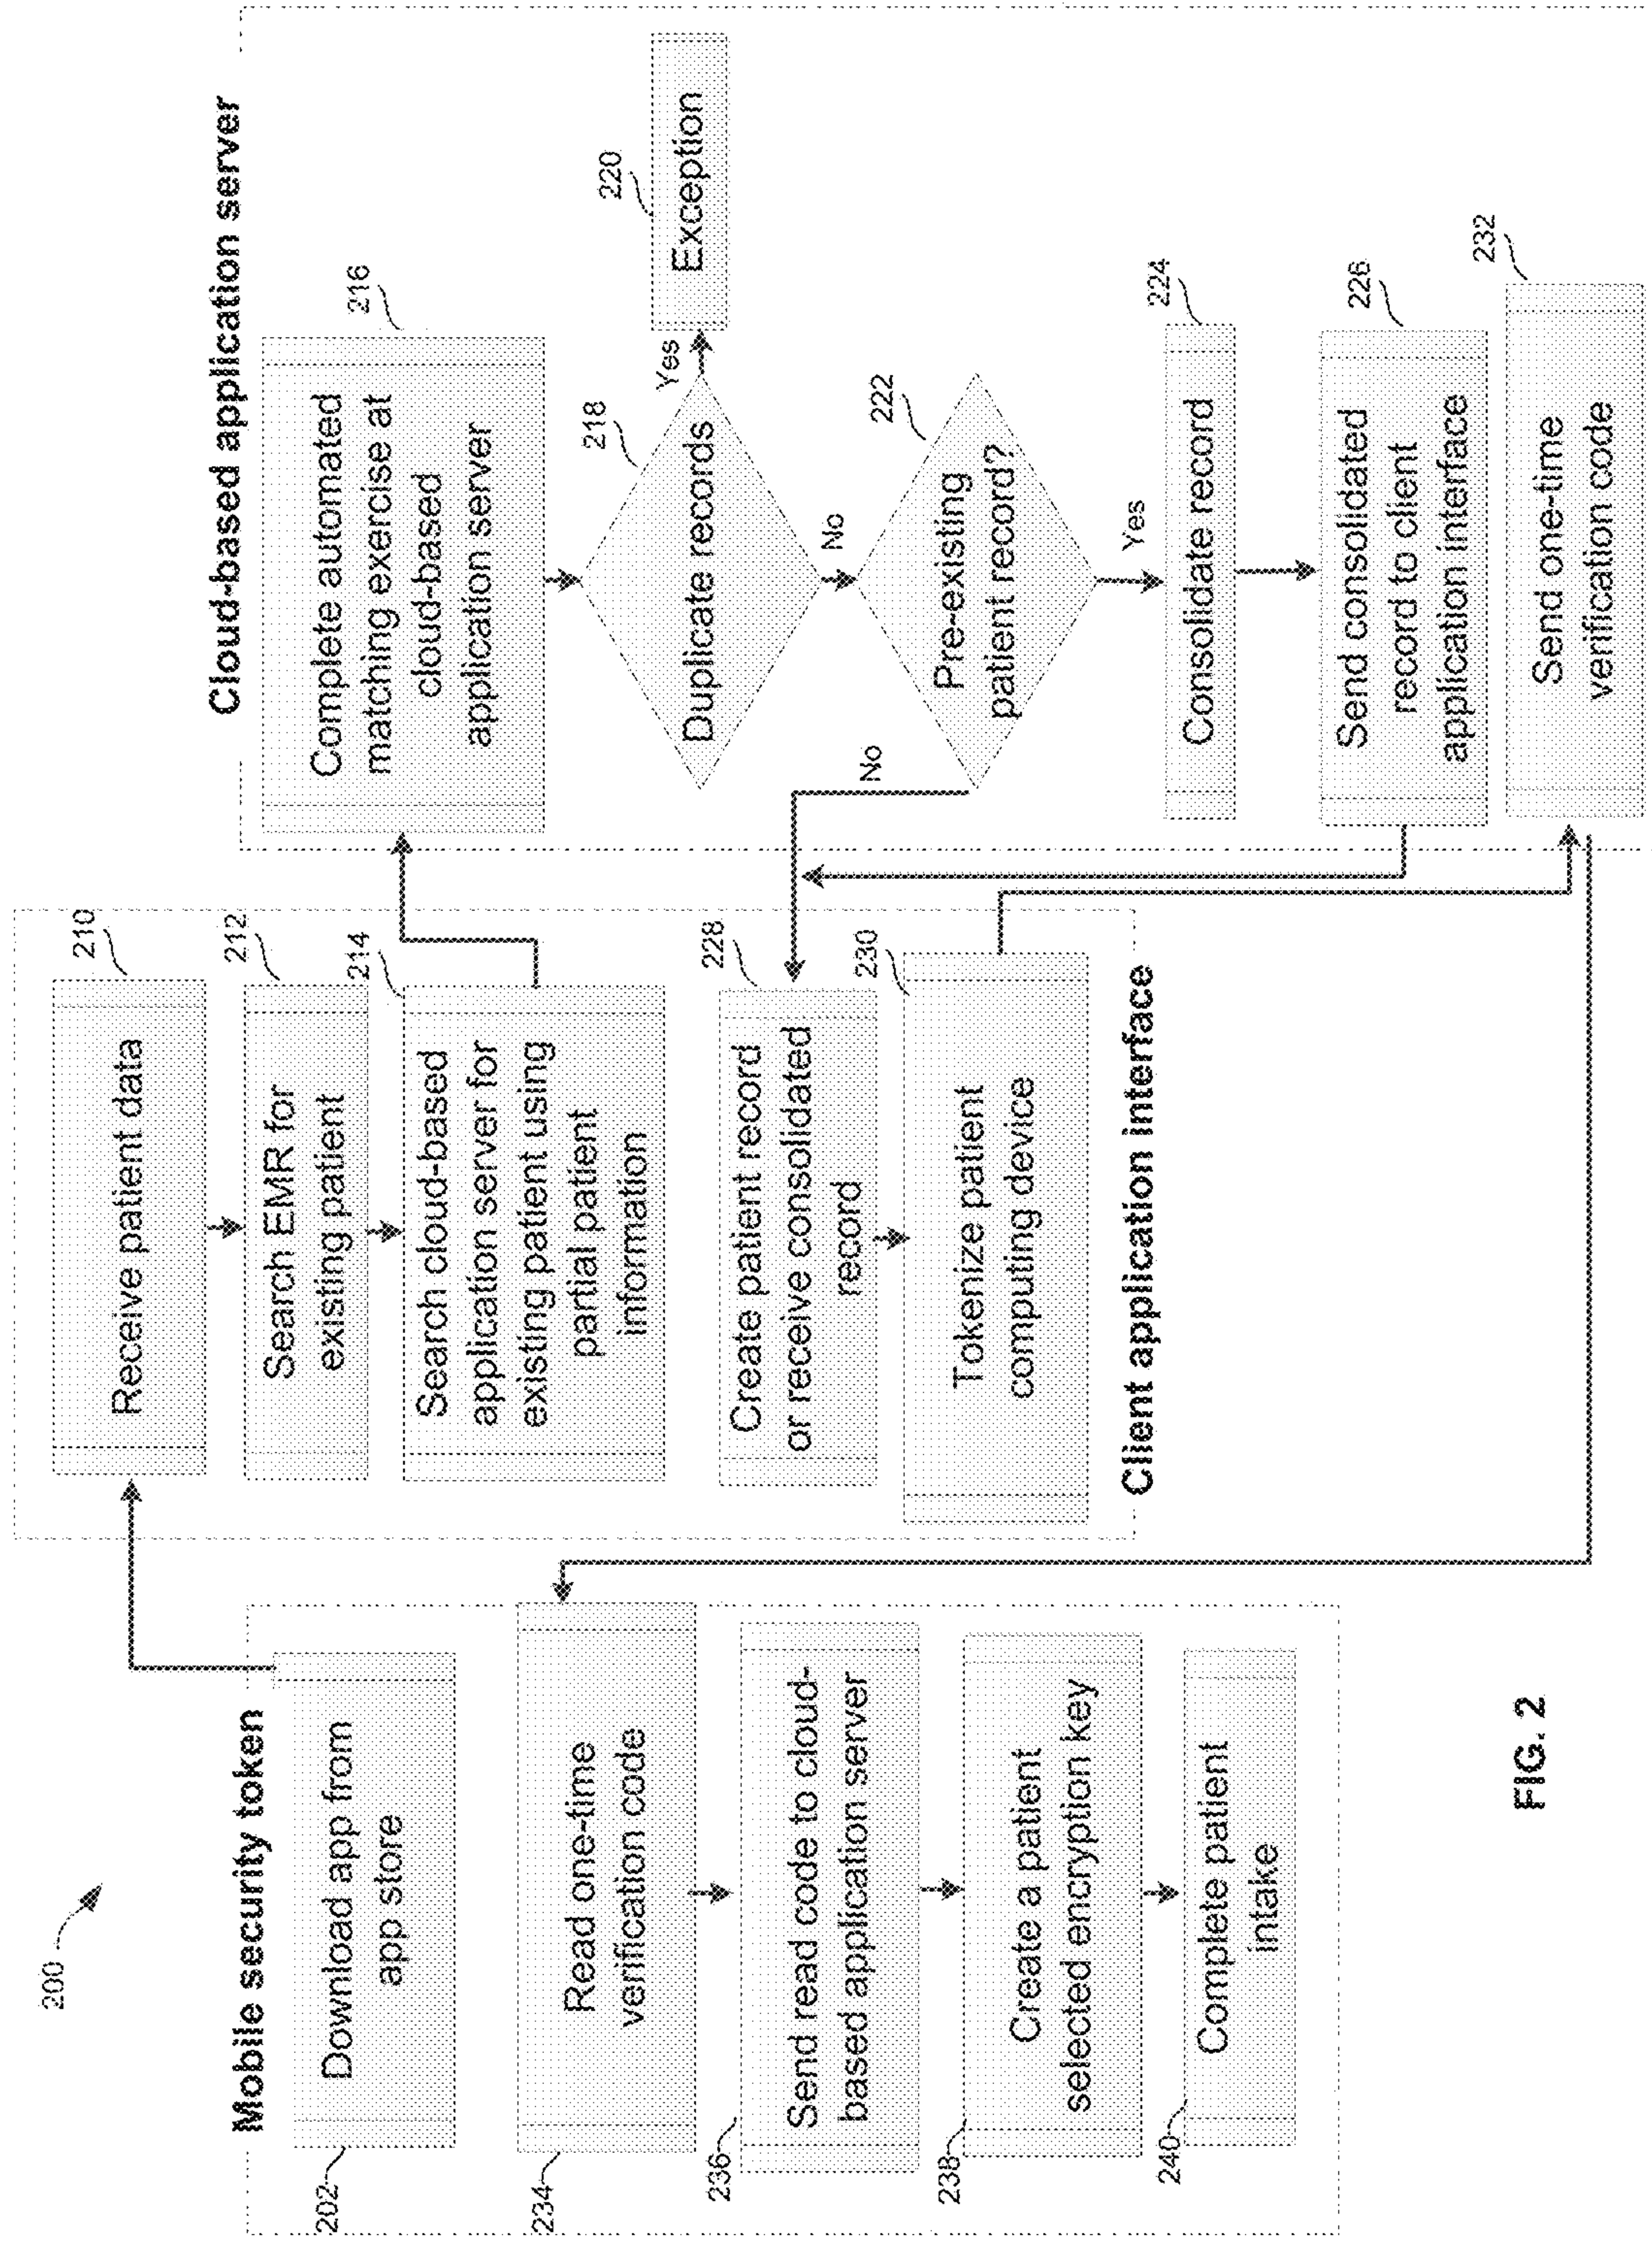 200
Mobile security token
202
Download app from
app store
234
Read one-time
verification code
236
Send read code to cloud-
based application server
238
Create a patient
selected encryption key
240
Complete patient
intake
210
Receive patient data
212
Search EMR for
existing patient
214
Search cloud-based
application server for
existing patient using
partial patient
information
228
Create patient record
or receive consolidated
record
230
Tokenize patient
computing device
Client application interface
Cloud-based application server
216
Complete automated
matching exercise at
cloud-based
application server
218
Duplicate records
Yes
220
Exception
No
222
Pre-existing
patient record?
No
Yes
224
Consolidate record
226
Send consolidated
record to client
application interface
232
Send one-time
verification code
FIG. 2